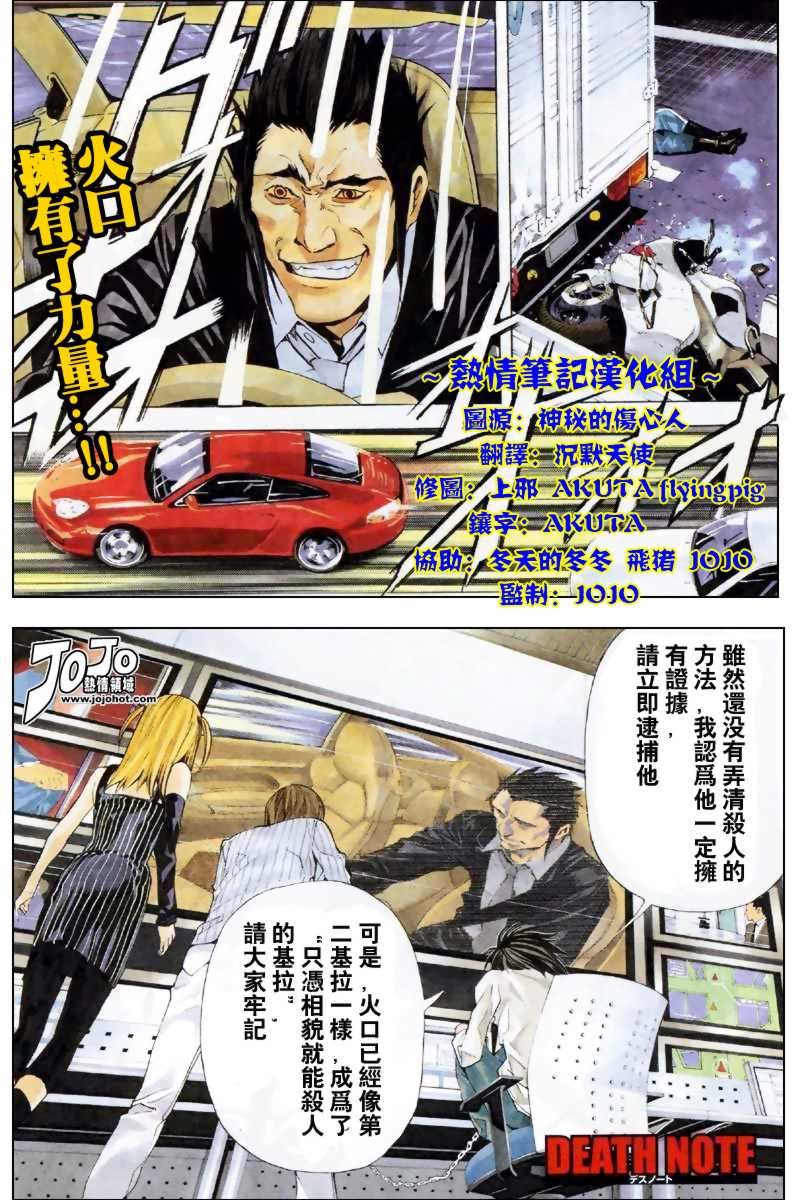 火口
擁有了力量…!!
~熱情筆記漢化組~
圖源：神秘的傷心人
翻譯：沉默天使
修圖：上邪 AKUTA flyingpig
鑲字：AKUTA
協助：冬天的冬冬 飛猪 JOJO
監制：JOJO
JOJO
熱情領域
www.jojohot.com
雖然還没有弄清殺人的
方法，我認爲他一定擁
有證據，
請立即逮捕他
可是，火口已經像第
二基拉一樣，成爲了
“只憑相貌就能殺人
的基拉”，
請大家牢記
DEATH NOTE
デスノート